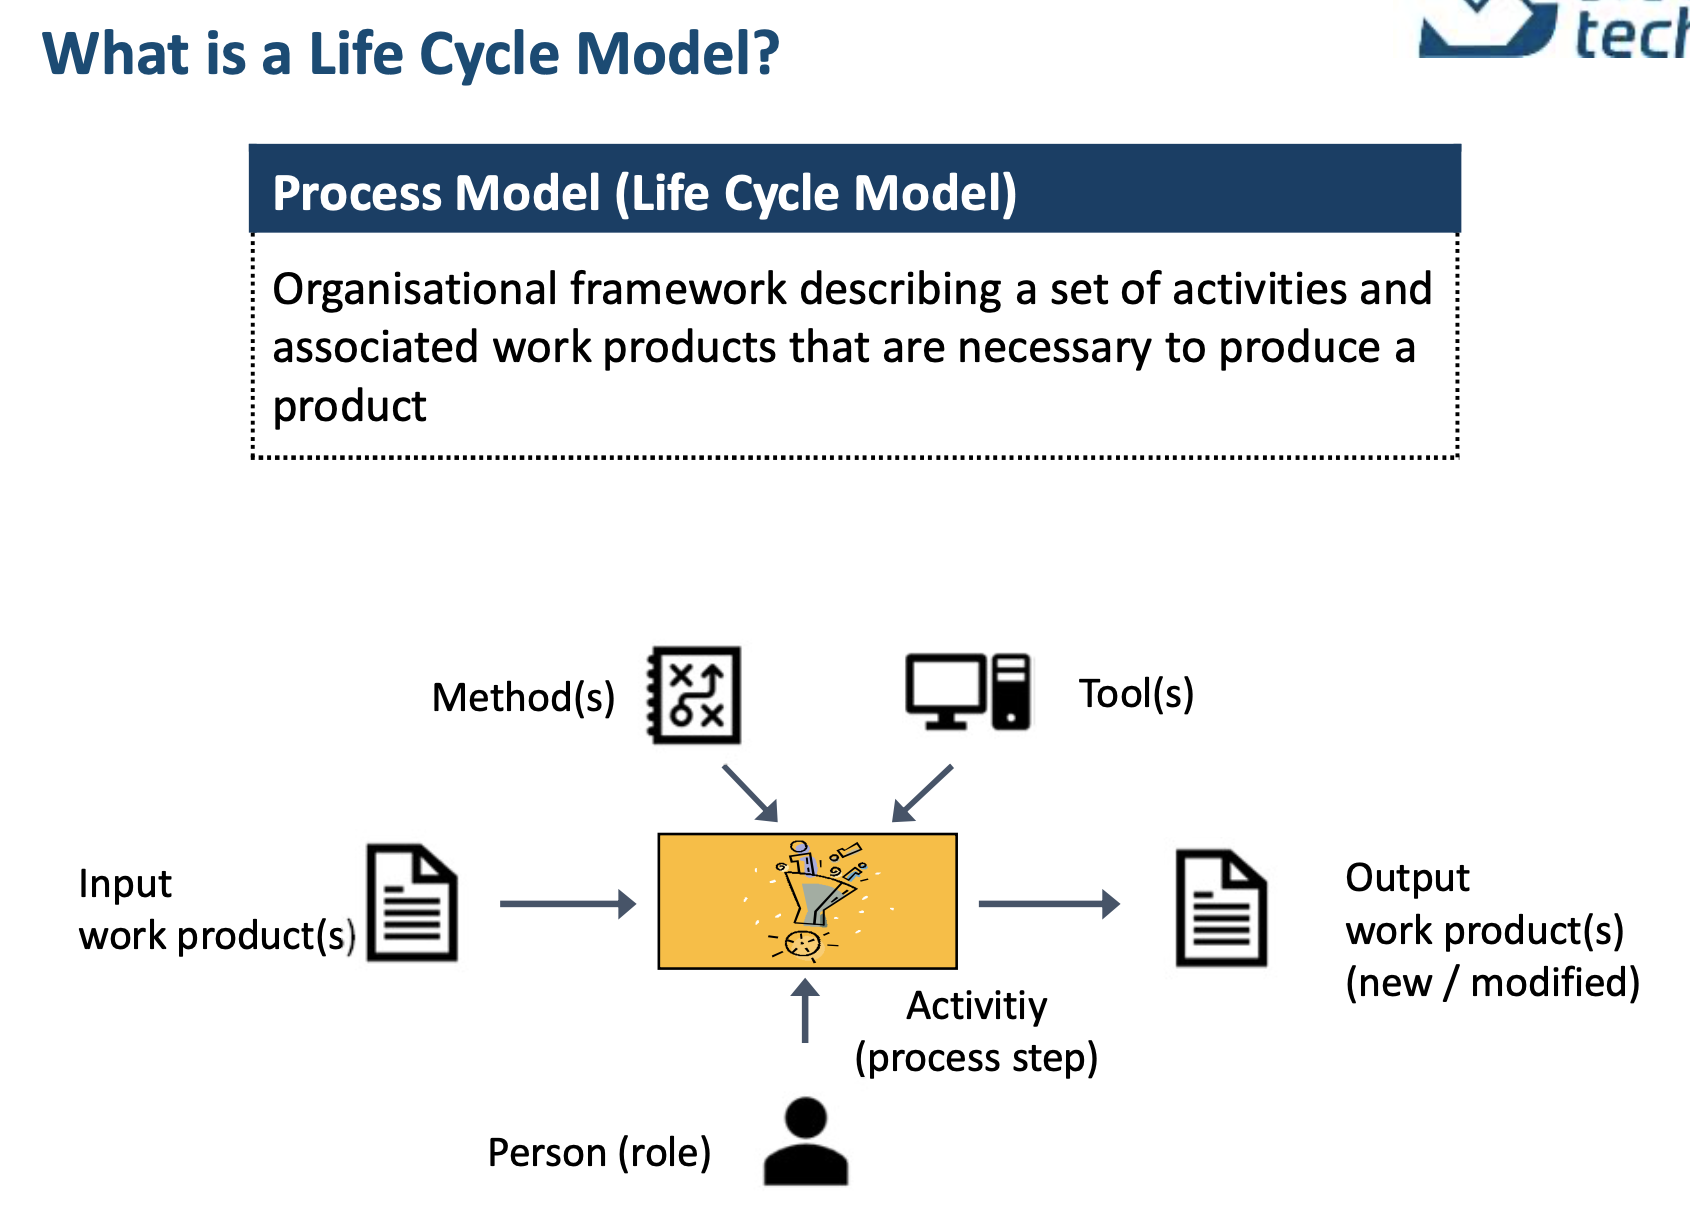 What is a Life Cycle Model?
tech
Process Model (Life Cycle Model)
Organisational framework describing a set of activities and
associated work products that are necessary to produce a
product
Method(s)
Tool(s)
Input
work product(s)
Output
work product(s)
(new / modified)
Activitiy
(process step)
Person (role)